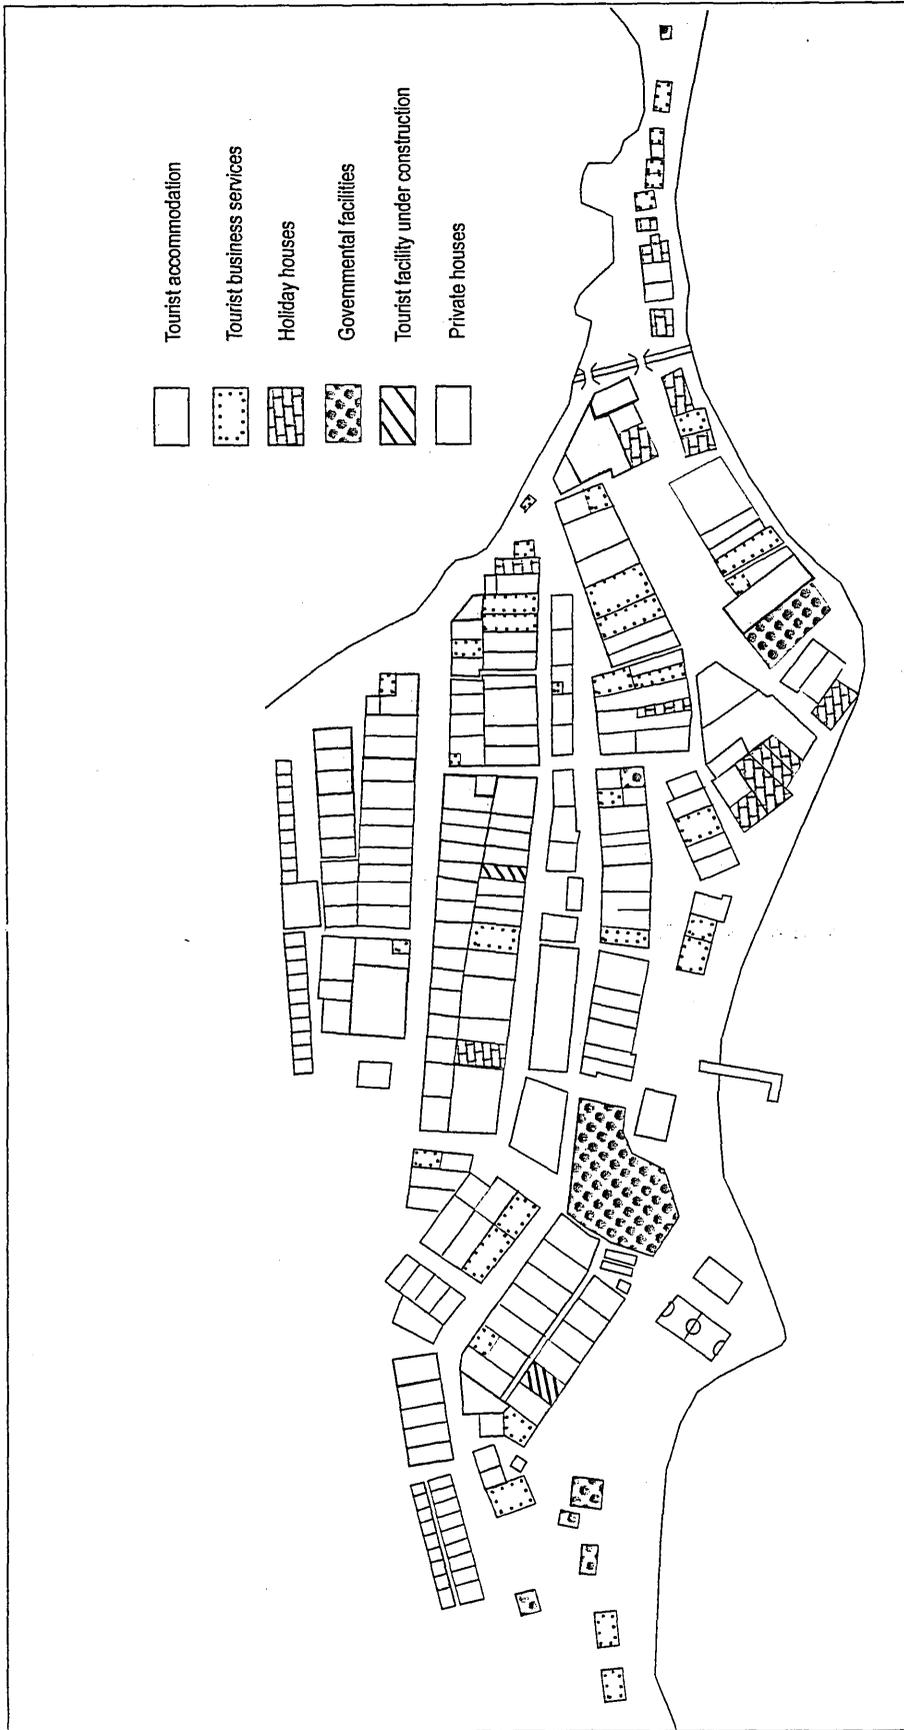 Tourist accommodation
Tourist business services
Holiday houses
Governmental facilities
Tourist facility under construction
Private houses